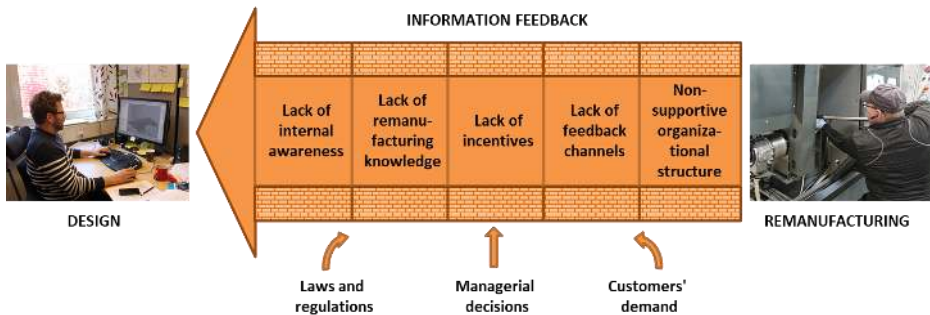 INFORMATION FEEDBACK
Lack of
internal
awareness
Lack of
remanu-
facturing
knowledge
Lack of
incentives
Lack of
feedback
channels
Non-
supportive
organiza-
tional
structure
DESIGN
REMANUFACTURING
Laws and
regulations
Managerial
decisions
Customers'
demand